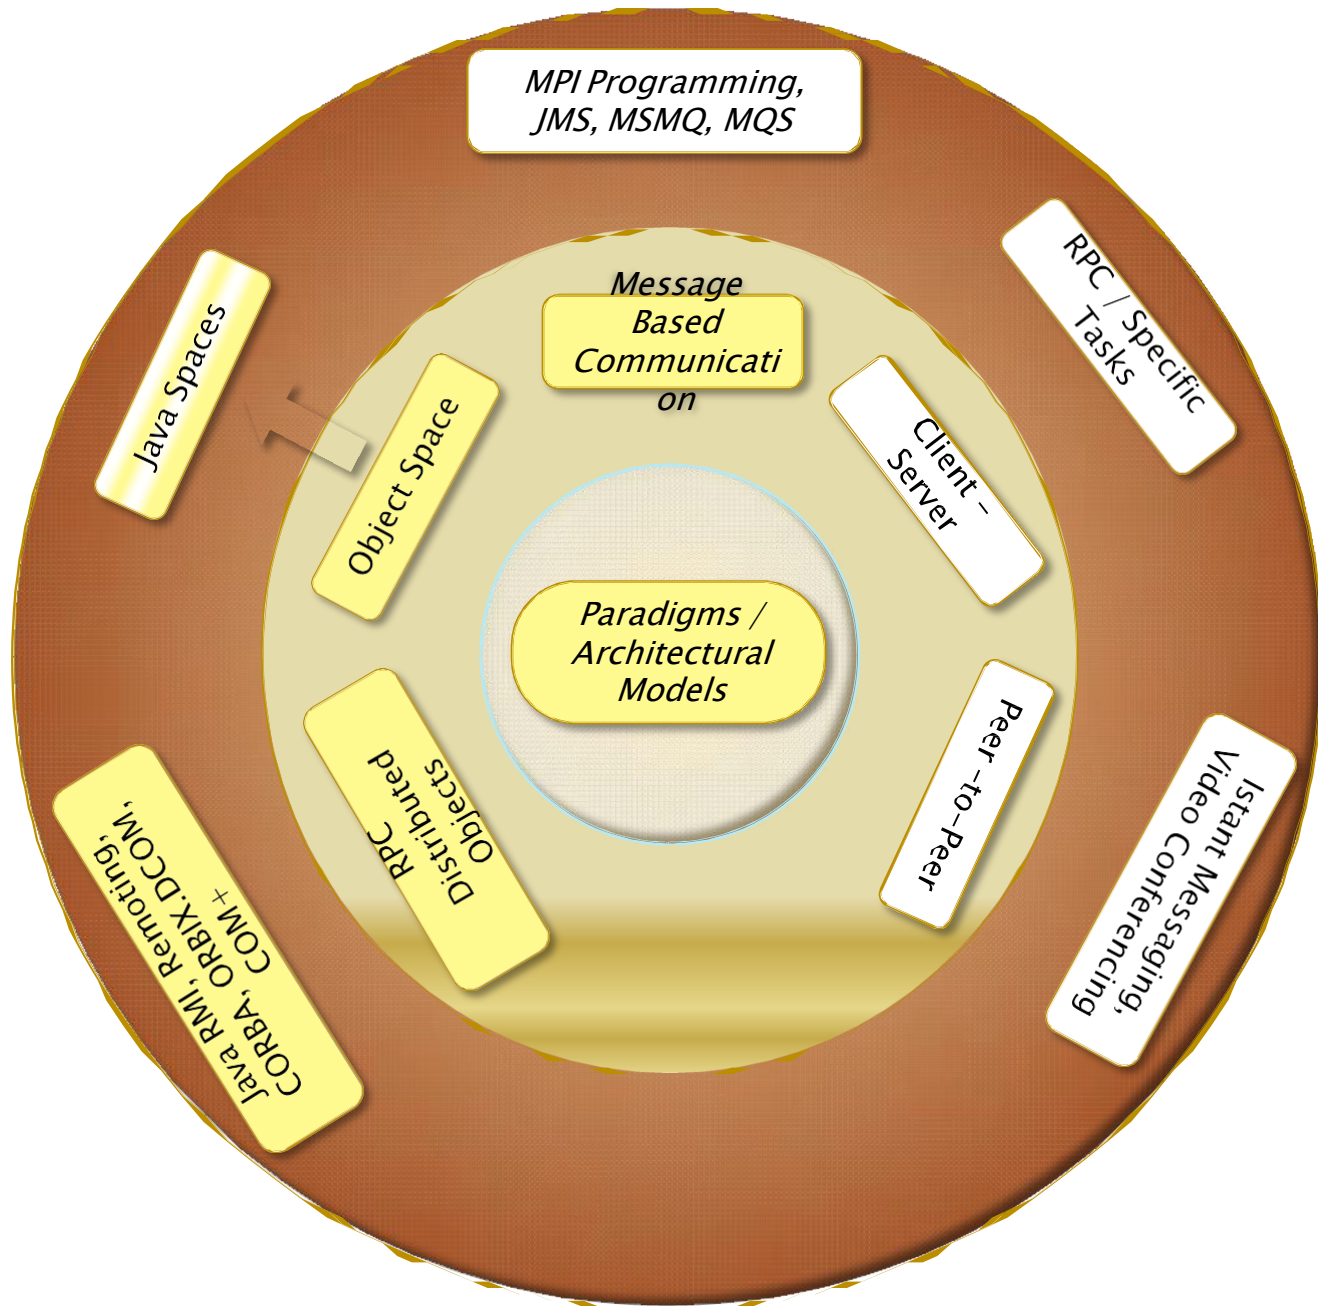 MPI Programming,
JMS, MSMQ, MQS
RPC / Specific
Tasks
Java Spaces
Message
Based
Communicati
on
Object Space
Client –
Server
Paradigms /
Architectural
Models
RPC
Distributed
Objects
Peer –to–Peer
Istant Messaging,
Video Conferencing
Java RMI, Remoting,
CORBA, ORBIX.DCOM,
COM+